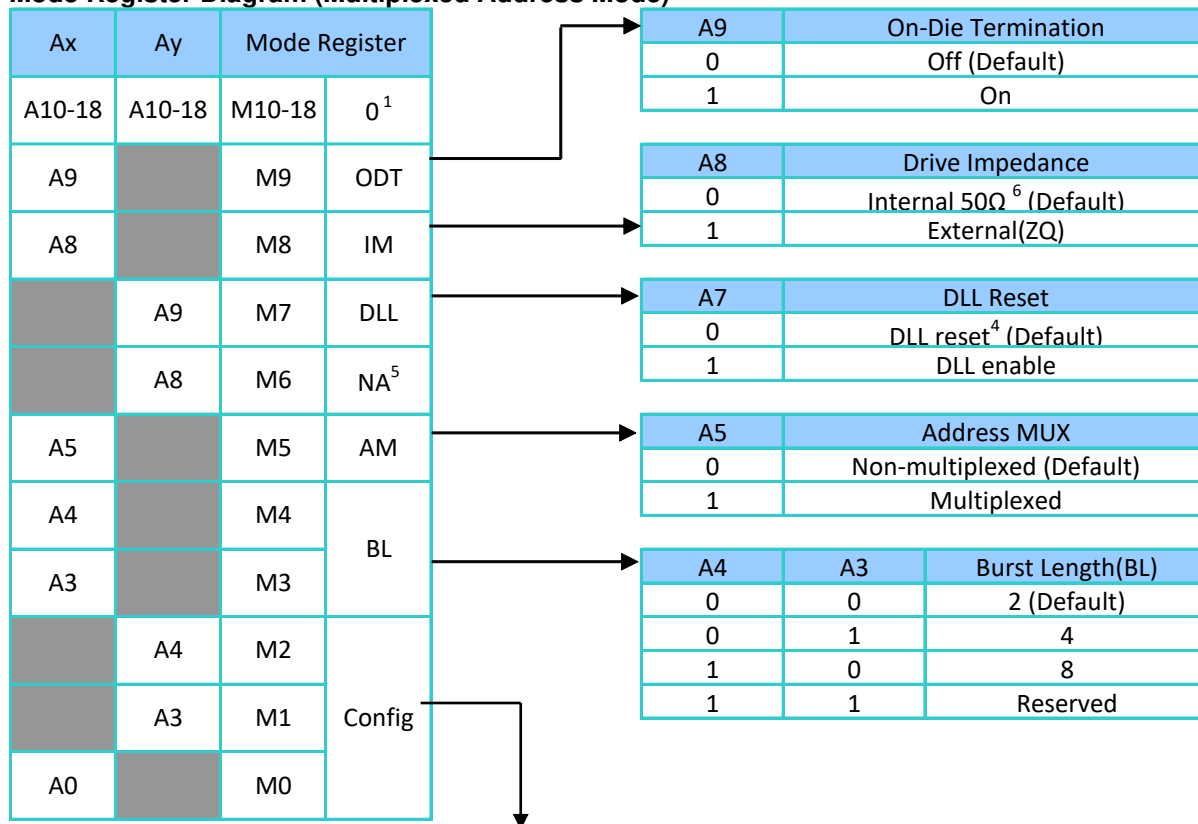 Mode Register Diagram (Multiplexed Address Mode)
Ax Ay Mode Register
A10-18 A10-18 M10-18 0¹
A9 M9 ODT
A8 M8 IM
A9 M7 DLL
A8 M6 NA⁵
A5 M5 AM
A4 M4
BL
A3 M3
A4 M2
A3 M1 Config
A0 M0
A9 On-Die Termination
0 Off (Default)
1 On
A8 Drive Impedance
0 Internal 50Ω ⁶ (Default)
1 External(ZQ)
A7 DLL Reset
0 DLL reset⁴ (Default)
1 DLL enable
A5 Address MUX
0 Non-multiplexed (Default)
1 Multiplexed
A4 A3 Burst Length(BL)
0 0 2 (Default)
0 1 4
1 0 8
1 1 Reserved